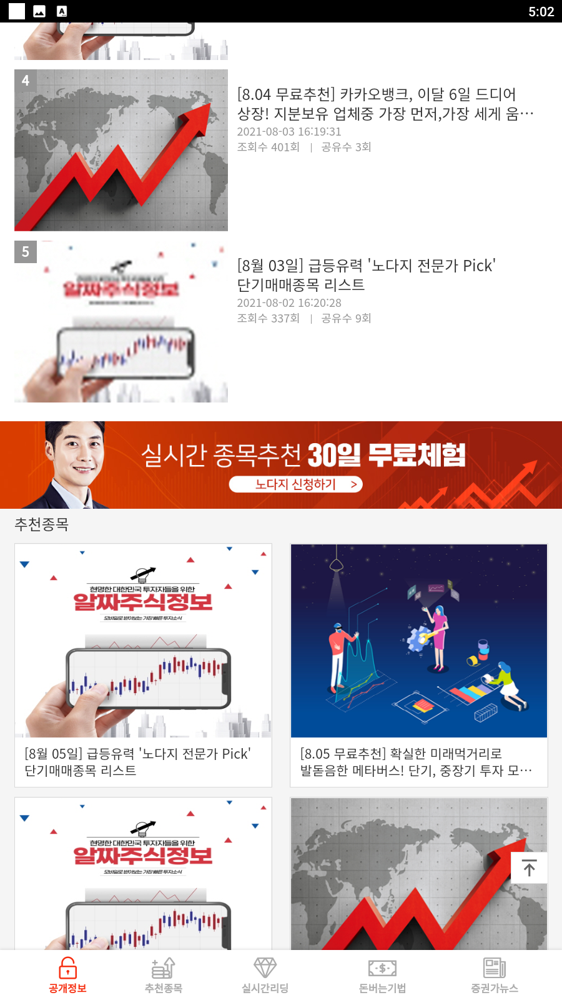 5:02
4
[8.04 무료추천] 카카오뱅크, 이달 6일 드디어
상장! 지분보유 업체중 가장 먼저,가장 세게 움…
2021-08-03 16:19:31
조회수 401회 | 공유수 3회
5
알짜주식정보
[8월 03일] 급등유력 '노다지 전문가 Pick'
단기매매종목 리스트
2021-08-02 16:20:28
조회수 337회 | 공유수 9회
실시간 종목추천 30일 무료체험
노다지 신청하기 >
추천종목
현명한 대한민국 투자자들을 위한
알짜주식정보
모바일로 받아보는 가장 빠른 투자소식
[8월 05일] 급등유력 '노다지 전문가 Pick'
단기매매종목 리스트
[8.05 무료추천] 확실한 미래먹거리로
발돋음한 메타버스! 단기, 중장기 투자 모…
현명한 대한민국 투자자들을 위한
알짜주식정보
모바일로 받아보는 가장 빠른 투자소식
공개정보
추천종목
실시간리딩
돈버는기법
증권가뉴스